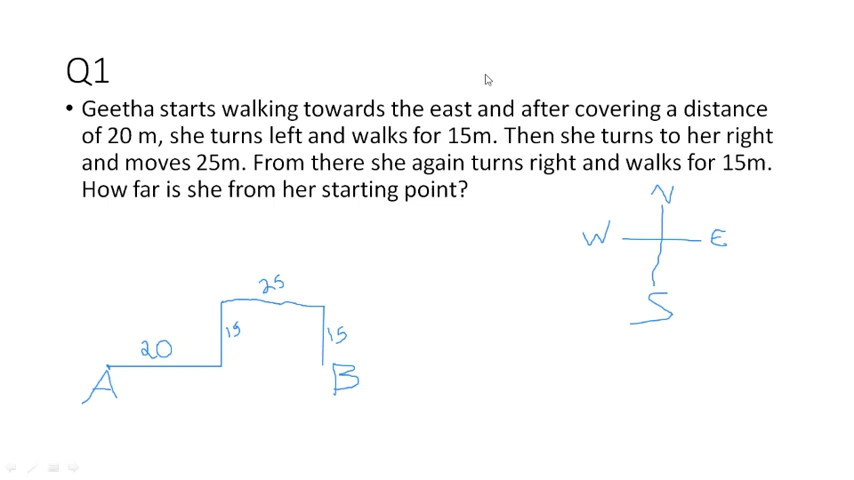 Q1
• Geetha starts walking towards the east and after covering a distance
of 20 m, she turns left and walks for 15m. Then she turns to her right
and moves 25m. From there she again turns right and walks for 15m.
How far is she from her starting point?
N
W E
S
25
15 15
20
A B